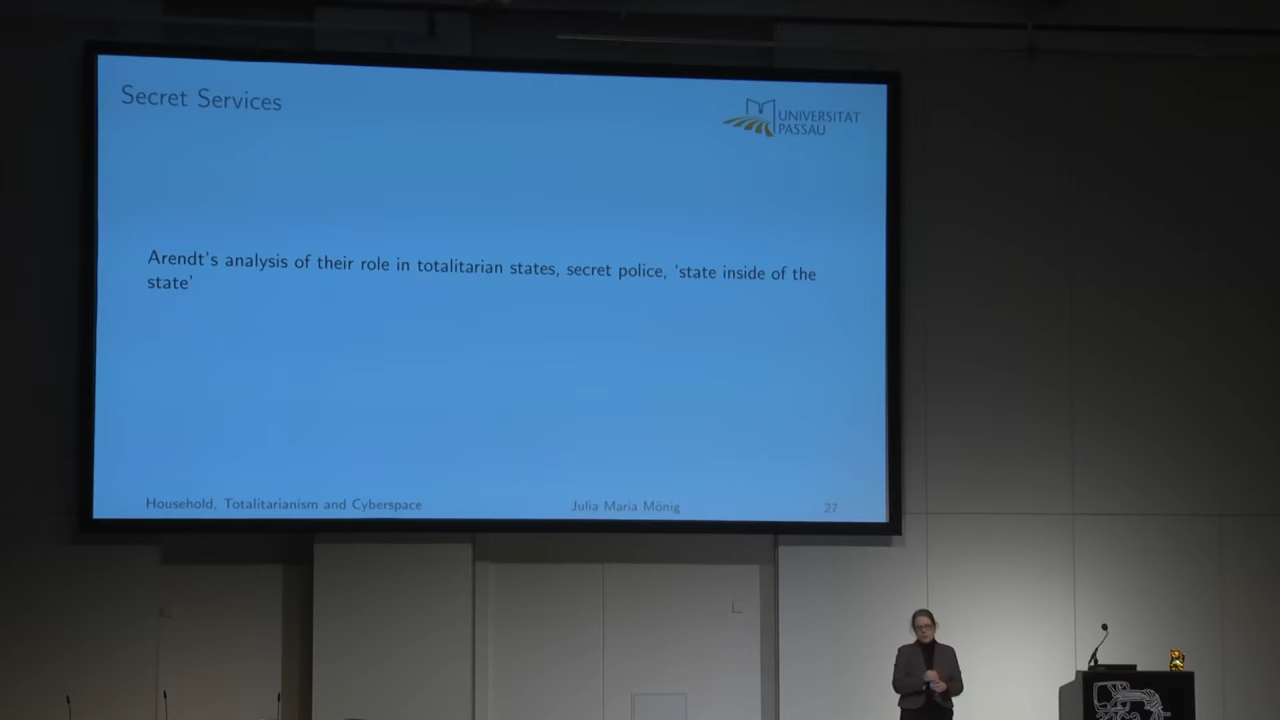 Secret Services
UNIVERSITAT
PASSAU
Arendt's analysis of their role in totalitarian states, secret police, 'state inside of the
state'
Household, Totalitarianism and Cyberspace
Julia Maria Mönig
27